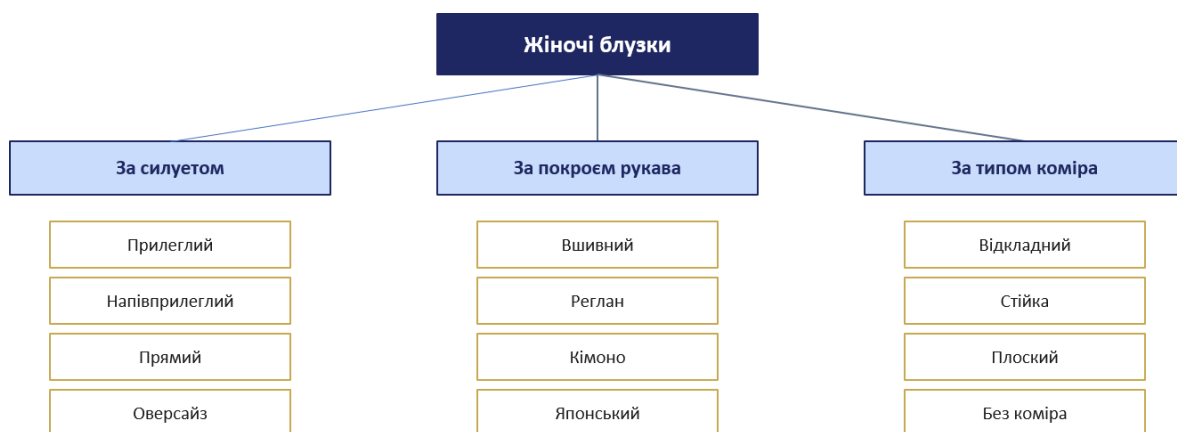 Жіночі блузки
За силуетом
Прилеглий
Напівприлеглий
Прямий
Оверсайз
За покроєм рукава
Вшивний
Реглан
Кімоно
Японський
За типом коміра
Відкладний
Стійка
Плоский
Без коміра